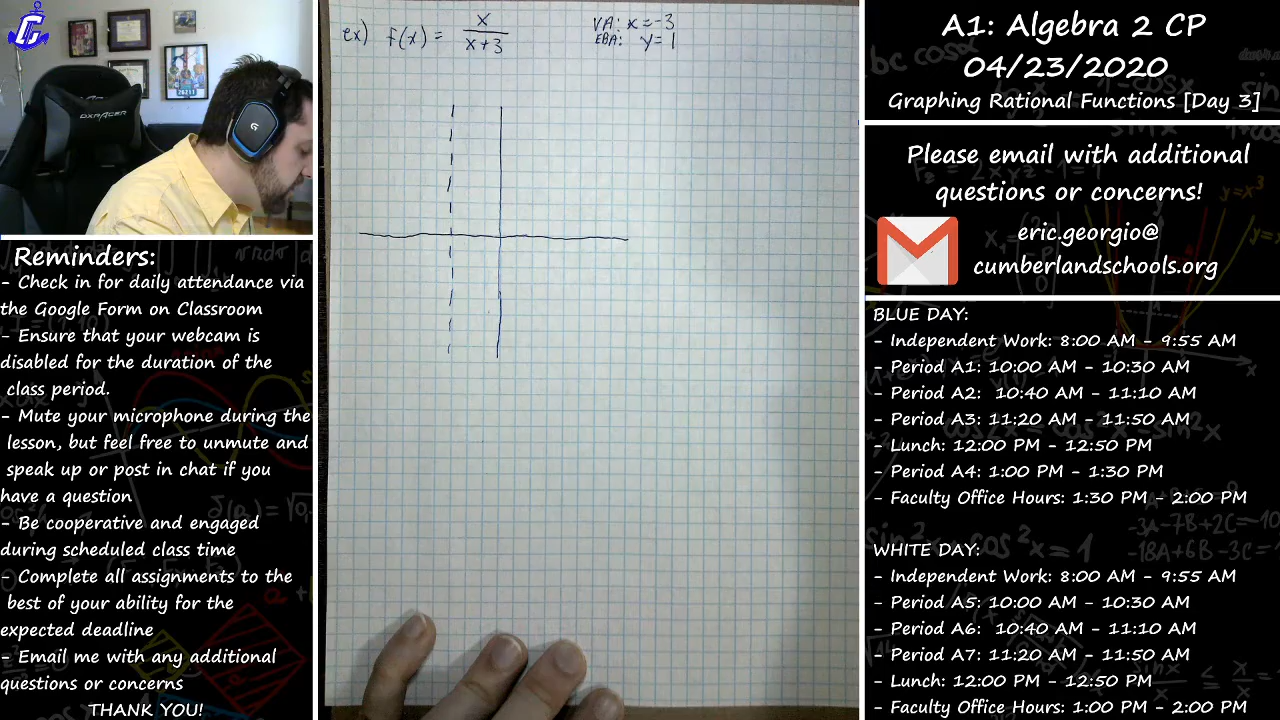 ex) f(x) = x
x+3
VA: x = -3
EBA: y = 1
A1: Algebra 2 CP
04/23/2020
Graphing Rational Functions [Day 3]
Please email with additional
questions or concerns!
eric.georgio@
cumberlandschools.org
Reminders:
- Check in for daily attendance via
the Google Form on Classroom
- Ensure that your webcam is
disabled for the duration of the
class period.
- Mute your microphone during the
lesson, but feel free to unmute and
speak up or post in chat if you
have a question
- Be cooperative and engaged
during scheduled class time
- Complete all assignments to the
best of your ability for the
expected deadline
- Email me with any additional
questions or concerns
THANK YOU!
BLUE DAY:
- Independent Work: 8:00 AM - 9:55 AM
- Period A1: 10:00 AM - 10:30 AM
- Period A2: 10:40 AM - 11:10 AM
- Period A3: 11:20 AM - 11:50 AM
- Lunch: 12:00 PM - 12:50 PM
- Period A4: 1:00 PM - 1:30 PM
- Faculty Office Hours: 1:30 PM - 2:00 PM
WHITE DAY:
- Independent Work: 8:00 AM - 9:55 AM
- Period A5: 10:00 AM - 10:30 AM
- Period A6: 10:40 AM - 11:10 AM
- Period A7: 11:20 AM - 11:50 AM
- Lunch: 12:00 PM - 12:50 PM
- Faculty Office Hours: 1:00 PM - 2:00 PM
DXRACER